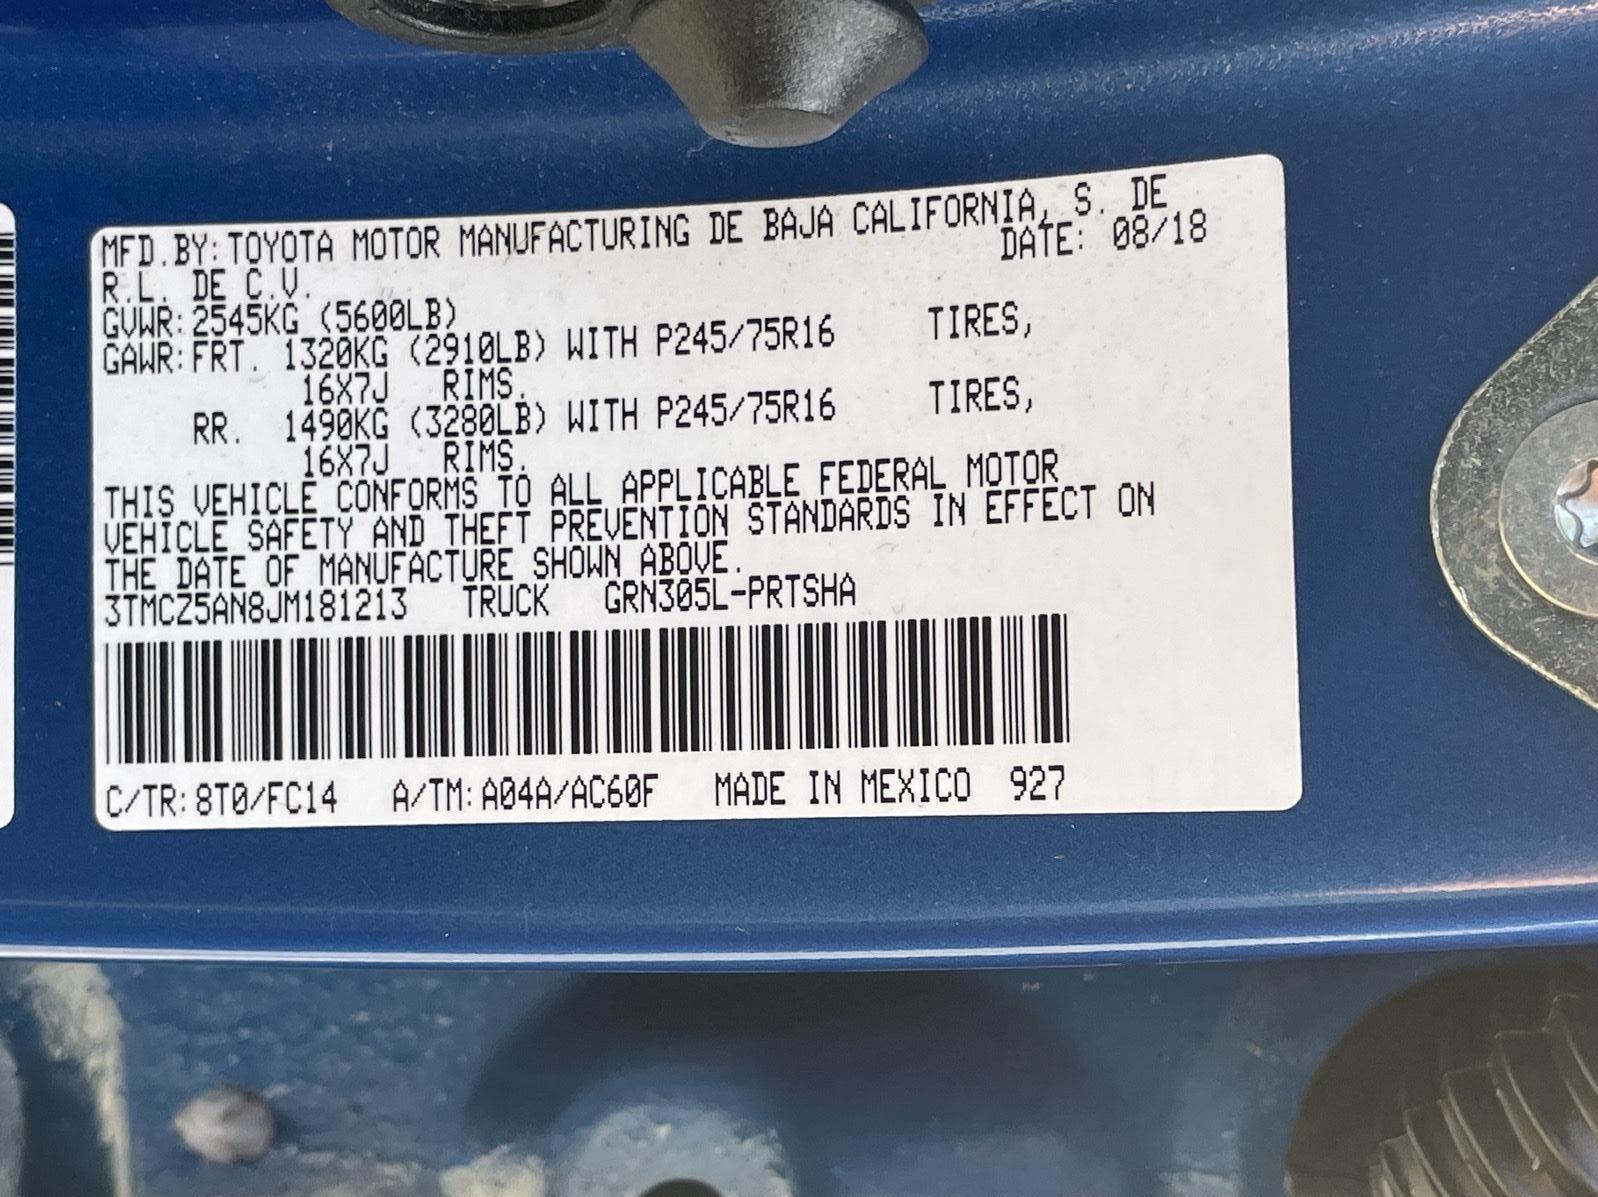 MFD.BY:TOYOTA MOTOR MANUFACTURING DE BAJA CALIFORNIA, S. DE
R.L. DE C.V. DATE: 08/18
GVWR:2545KG (5600LB)
GAWR:FRT. 1320KG (2910LB) WITH P245/75R16 TIRES,
16X7J RIMS.
RR. 1490KG (3280LB) WITH P245/75R16 TIRES,
16X7J RIMS.
THIS VEHICLE CONFORMS TO ALL APPLICABLE FEDERAL MOTOR
VEHICLE SAFETY AND THEFT PREVENTION STANDARDS IN EFFECT ON
THE DATE OF MANUFACTURE SHOWN ABOVE.
3TMCZ5AN8JM181213 TRUCK GRN305L-PRTSHA
C/TR:8T0/FC14 A/TM:A04A/AC60F MADE IN MEXICO 927